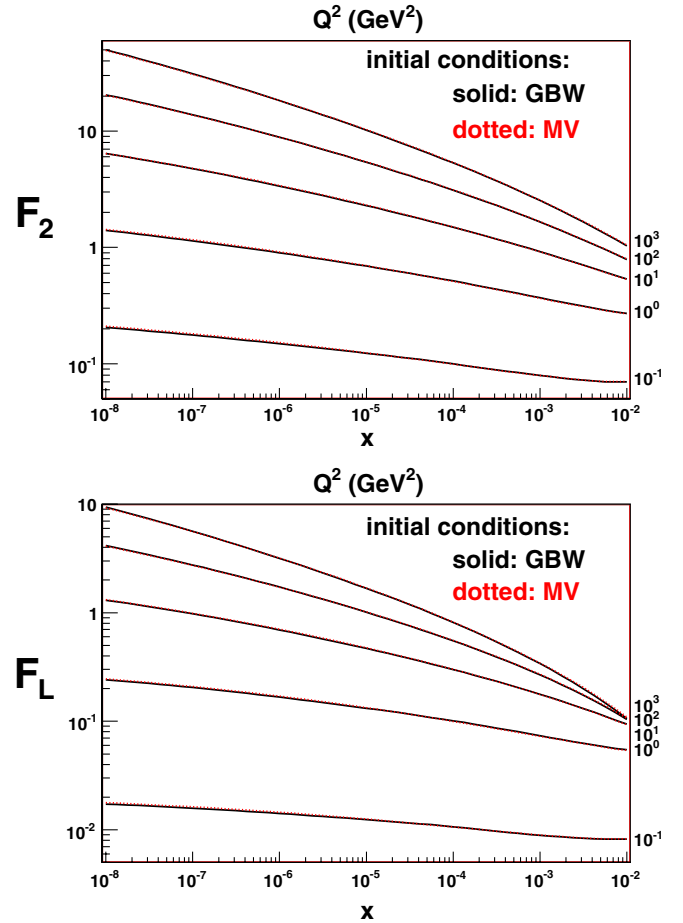 Q² (GeV²)
initial conditions:
solid: GBW
dotted: MV
F₂
10
1
10⁻¹
10³
10²
10¹
10⁰
10⁻¹
10⁻⁸ 10⁻⁷ 10⁻⁶ 10⁻⁵ 10⁻⁴ 10⁻³ 10⁻²
x
Q² (GeV²)
initial conditions:
solid: GBW
dotted: MV
F_L
10
1
10⁻¹
10⁻²
10³
10²
10¹
10⁰
10⁻¹
10⁻⁸ 10⁻⁷ 10⁻⁶ 10⁻⁵ 10⁻⁴ 10⁻³ 10⁻²
x